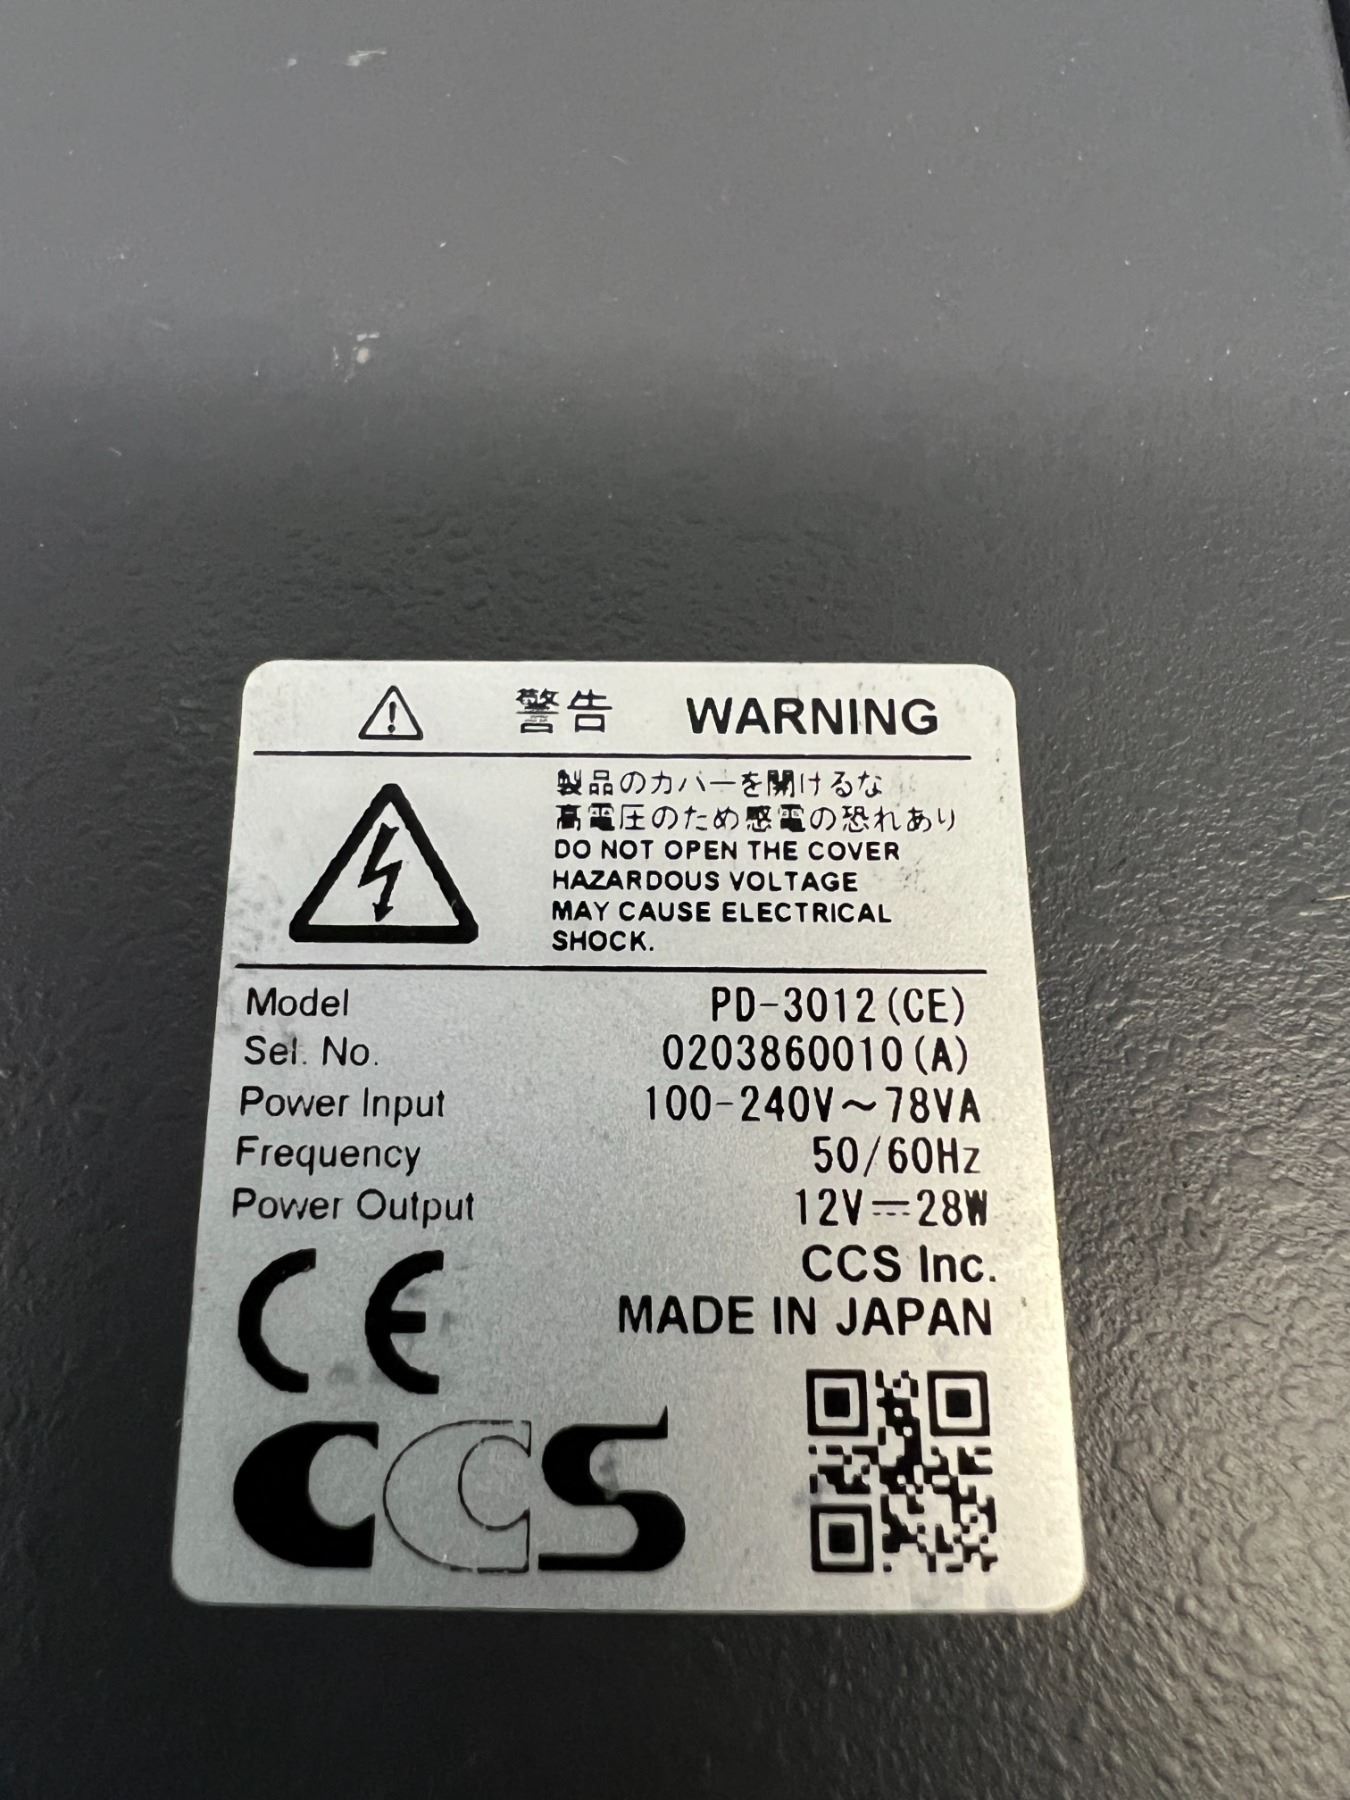 警告 WARNING
製品のカバーを開けるな
高電圧のため感電の恐れあり
DO NOT OPEN THE COVER
HAZARDOUS VOLTAGE
MAY CAUSE ELECTRICAL
SHOCK.
Model PD-3012(CE)
Sel. No. 0203860010(A)
Power Input 100-240V～78VA
Frequency 50/60Hz
Power Output 12V⎓28W
CCS Inc.
MADE IN JAPAN
CE
CCS